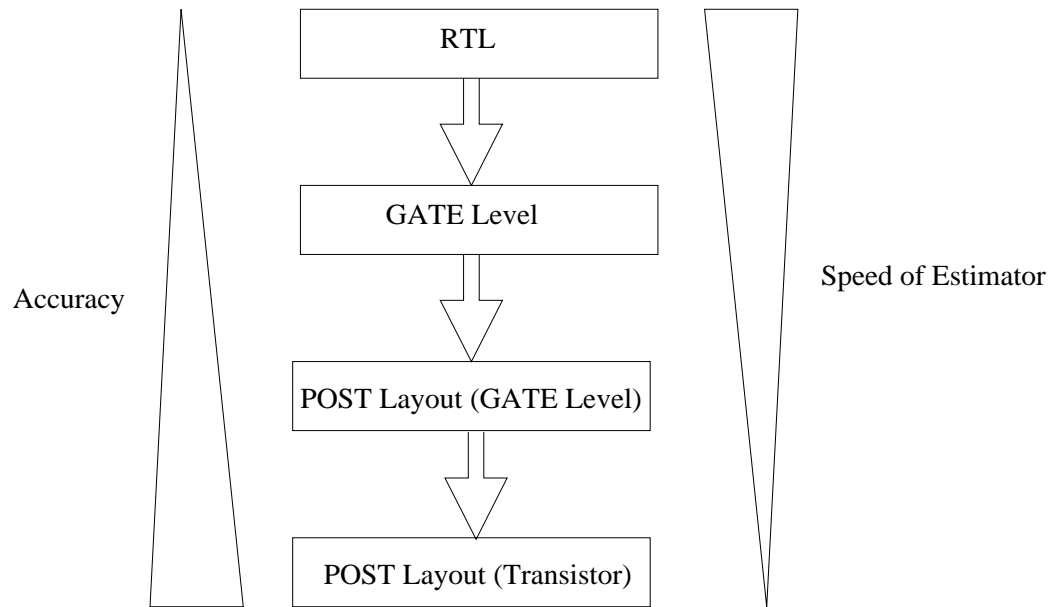 RTL
GATE Level
Accuracy
Speed of Estimator
POST Layout (GATE Level)
POST Layout (Transistor)